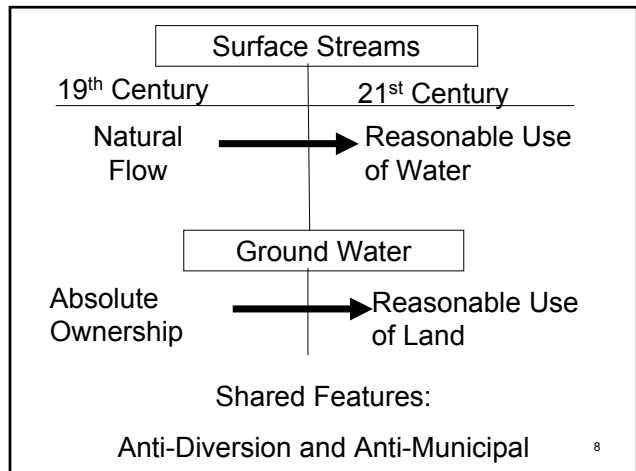 Surface Streams
19th Century 21st Century
Natural Flow Reasonable Use of Water
Ground Water
Absolute Ownership Reasonable Use of Land
Shared Features:
Anti-Diversion and Anti-Municipal
8